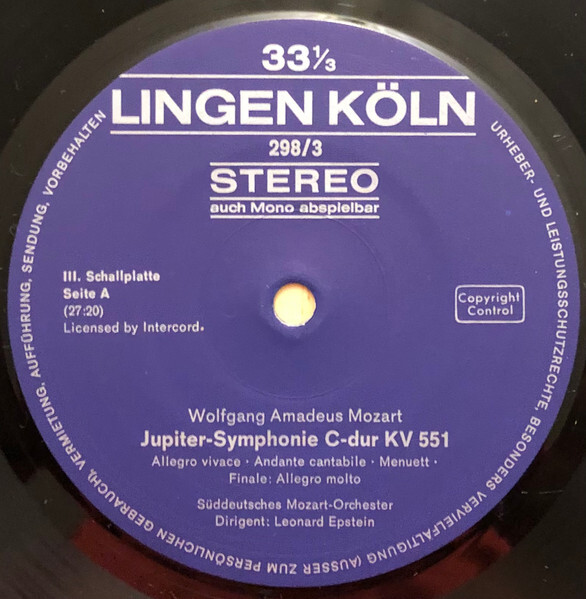 33⅓
LINGEN KÖLN
298/3
STEREO
auch Mono abspielbar
III. Schallplatte
Seite A
(27:20)
Licensed by Intercord.
Copyright
Control
Wolfgang Amadeus Mozart
Jupiter-Symphonie C-dur KV 551
Allegro vivace · Andante cantabile · Menuett ·
Finale: Allegro molto
Süddeutsches Mozart-Orchester
Dirigent: Leonard Epstein
URHEBER- UND LEISTUNGSSCHUTZRECHTE, BESONDERS VERVIELFÄLTIGUNG (AUSSER ZUM PERSÖNLICHEN GEBRAUCH), VERMIETUNG, AUFFÜHRUNG, SENDUNG, VORBEHALTEN